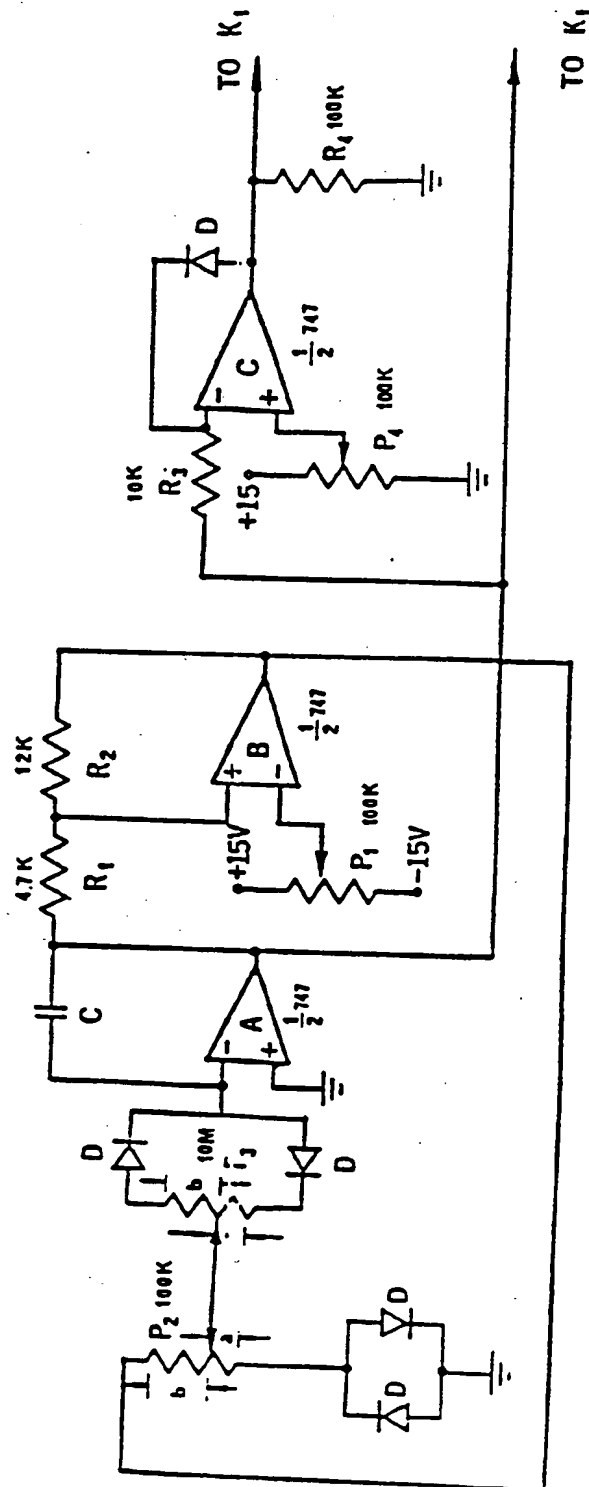 TO K1
TO K1
R4 100K
D
C
-
+
1/2 747
10K
R3
+15
P4
100K
12K
R2
4.7K
R1
B
+
-
1/2 747
+15V
P1
100K
-15V
C
A
-
+
1/2 747
D
10M
b
3
D
P2 100K
a
b
D
D